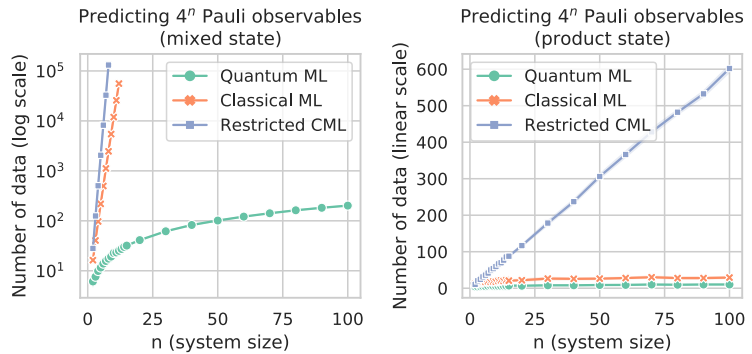 Predicting 4ⁿ Pauli observables
(mixed state)
Number of data (log scale)
10⁵
10⁴
10³
10²
10¹
Quantum ML
Classical ML
Restricted CML
0 25 50 75 100
n (system size)
Predicting 4ⁿ Pauli observables
(product state)
Number of data (linear scale)
600
500
400
300
200
100
0
Quantum ML
Classical ML
Restricted CML
0 25 50 75 100
n (system size)